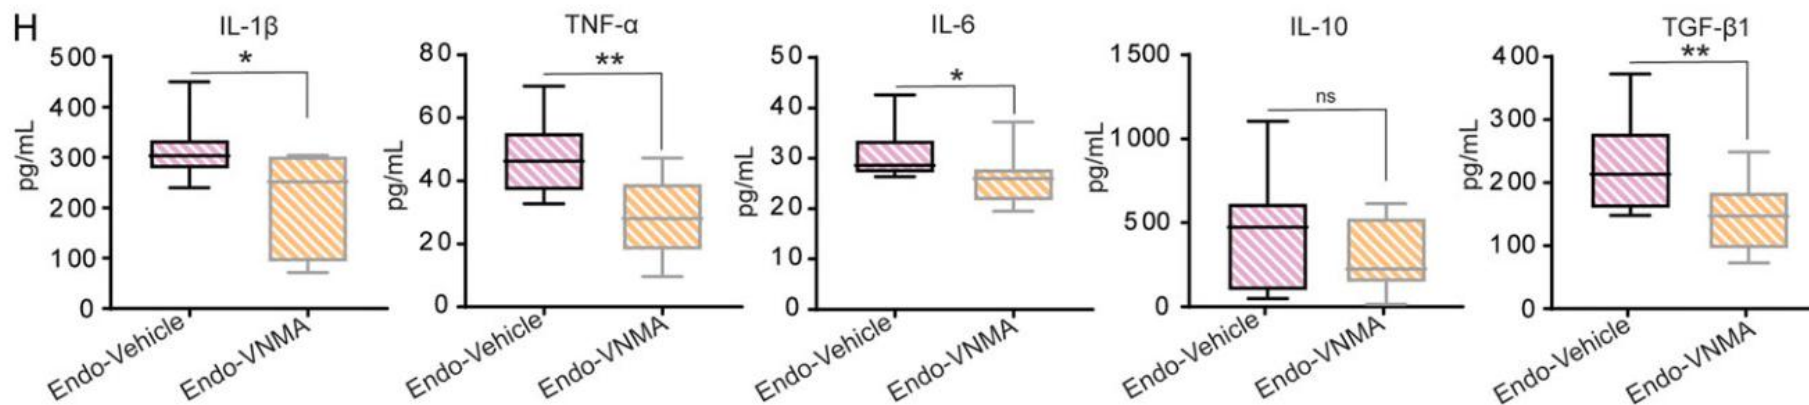 H
IL-1β
500
400
300
200
100
0
pg/mL
*
Endo-Vehicle
Endo-VNMA
TNF-α
80
60
40
20
0
pg/mL
**
Endo-Vehicle
Endo-VNMA
IL-6
50
40
30
20
10
0
pg/mL
*
Endo-Vehicle
Endo-VNMA
IL-10
1500
1000
500
0
pg/mL
ns
Endo-Vehicle
Endo-VNMA
TGF-β1
400
300
200
100
0
pg/mL
**
Endo-Vehicle
Endo-VNMA